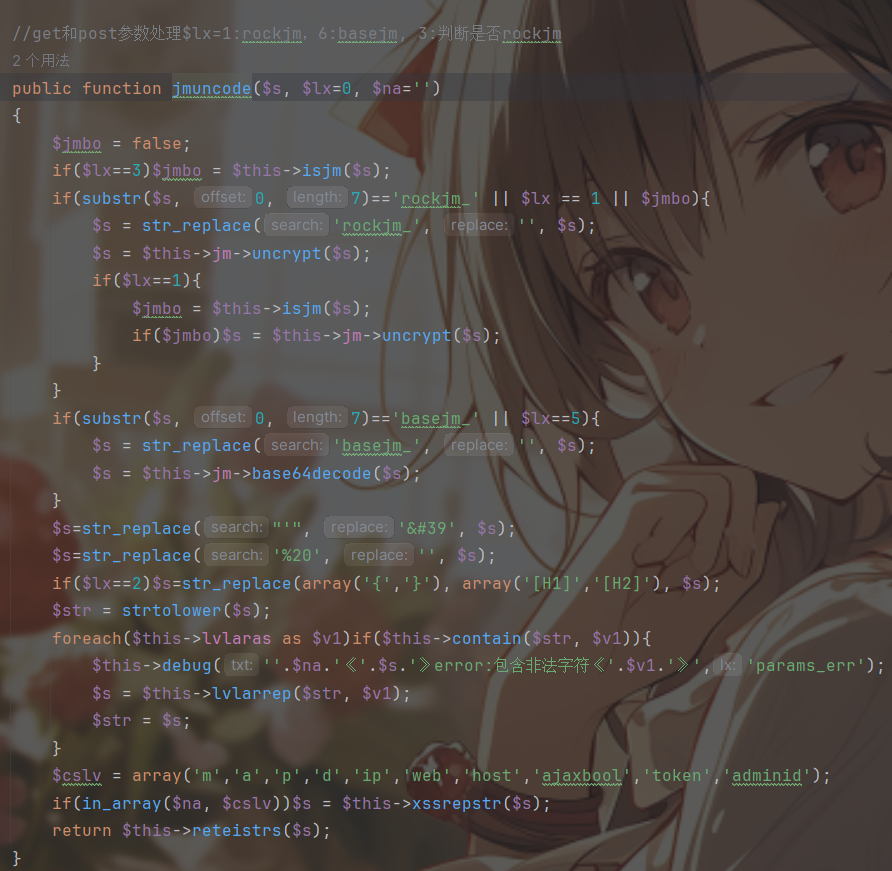 //get和post参数处理$lx=1:rockjm，6:basejm, 3:判断是否rockjm
2 个用法
public function jmuncode($s, $lx=0, $na='')
{
    $jmbo = false;
    if($lx==3)$jmbo = $this->isjm($s);
    if(substr($s, offset: 0, length: 7)=='rockjm_' || $lx == 1 || $jmbo){
        $s = str_replace( search: 'rockjm_', replace: '', $s);
        $s = $this->jm->uncrypt($s);
        if($lx==1){
            $jmbo = $this->isjm($s);
            if($jmbo)$s = $this->jm->uncrypt($s);
        }
    }
    if(substr($s, offset: 0, length: 7)=='basejm_' || $lx==5){
        $s = str_replace( search: 'basejm_', replace: '', $s);
        $s = $this->jm->base64decode($s);
    }
    $s=str_replace( search: "'", replace: '&#39', $s);
    $s=str_replace( search: '%20', replace: '', $s);
    if($lx==2)$s=str_replace(array('{','}'), array('[H1]','[H2]'), $s);
    $str = strtolower($s);
    foreach($this->lvlaras as $v1)if($this->contain($str, $v1)){
        $this->debug( txt: ''.$na.'《'.$s.'》error:包含非法字符《'.$v1.'》', lx: 'params_err');
        $s = $this->lvlarrep($str, $v1);
        $str = $s;
    }
    $cslv = array('m','a','p','d','ip','web','host','ajaxbool','token','adminid');
    if(in_array($na, $cslv))$s = $this->xssrepstr($s);
    return $this->reteistrs($s);
}